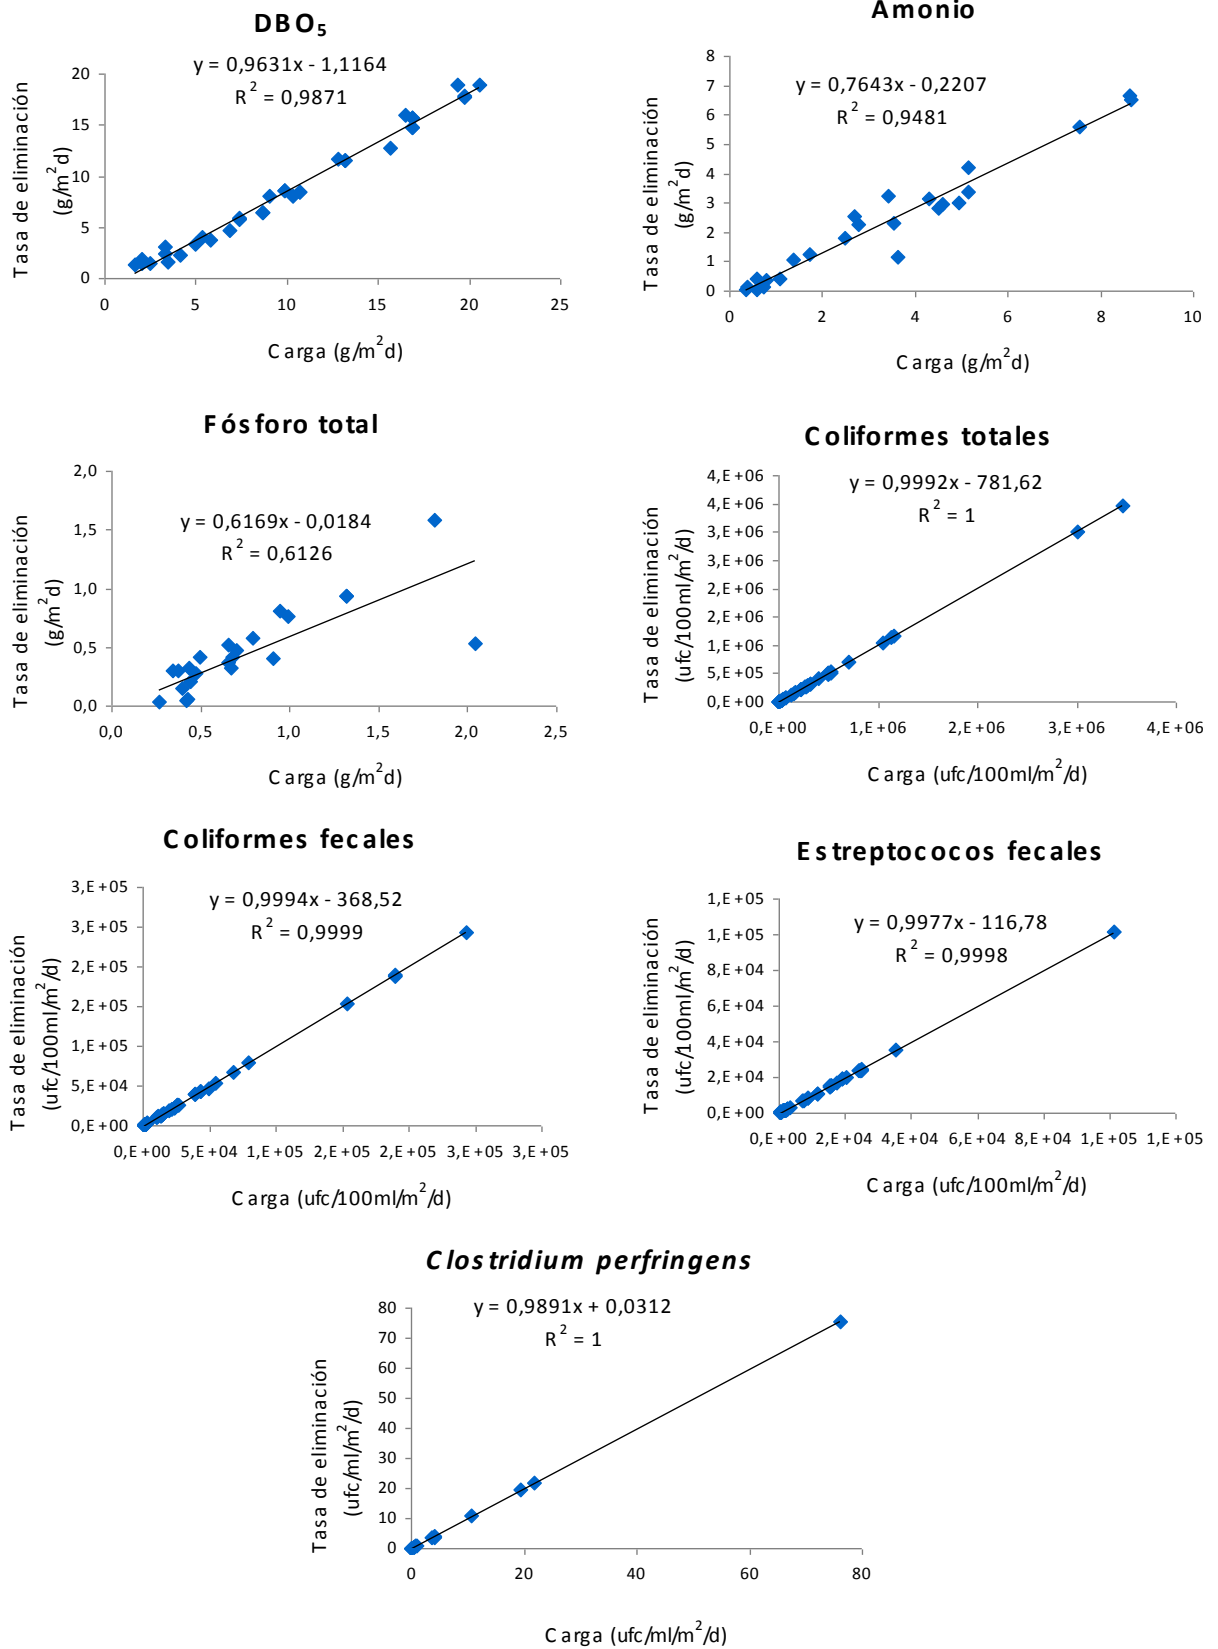 DBO5
y = 0,9631x - 1,1164
R2 = 0,9871
Tasa de eliminación
(g/m2d)
20
15
10
5
0
0 5 10 15 20 25
Carga (g/m2d)
Amonio
y = 0,7643x - 0,2207
R2 = 0,9481
Tasa de eliminación
(g/m2d)
8
7
6
5
4
3
2
1
0
0 2 4 6 8 10
Carga (g/m2d)
Fósforo total
y = 0,6169x - 0,0184
R2 = 0,6126
Tasa de eliminación
(g/m2d)
2,0
1,5
1,0
0,5
0,0
0,0 0,5 1,0 1,5 2,0 2,5
Carga (g/m2d)
Coliformes totales
y = 0,9992x - 781,62
R2 = 1
Tasa de eliminación
(ufc/100ml/m2/d)
4,E+06
4,E+06
3,E+06
3,E+06
2,E+06
2,E+06
1,E+06
5,E+05
0,E+00
0,E+00 1,E+06 2,E+06 3,E+06 4,E+06
Carga (ufc/100ml/m2/d)
Coliformes fecales
y = 0,9994x - 368,52
R2 = 0,9999
Tasa de eliminación
(ufc/100ml/m2/d)
3,E+05
3,E+05
2,E+05
2,E+05
1,E+05
5,E+04
0,E+00
0,E+00 5,E+04 1,E+05 2,E+05 2,E+05 3,E+05 3,E+05
Carga (ufc/100ml/m2/d)
Estreptococos fecales
y = 0,9977x - 116,78
R2 = 0,9998
Tasa de eliminación
(ufc/100ml/m2/d)
1,E+05
1,E+05
8,E+04
6,E+04
4,E+04
2,E+04
0,E+00
0,E+00 2,E+04 4,E+04 6,E+04 8,E+04 1,E+05 1,E+05
Carga (ufc/100ml/m2/d)
Clostridium perfringens
y = 0,9891x + 0,0312
R2 = 1
Tasa de eliminación
(ufc/ml/m2/d)
80
70
60
50
40
30
20
10
0
0 20 40 60 80
Carga (ufc/ml/m2/d)